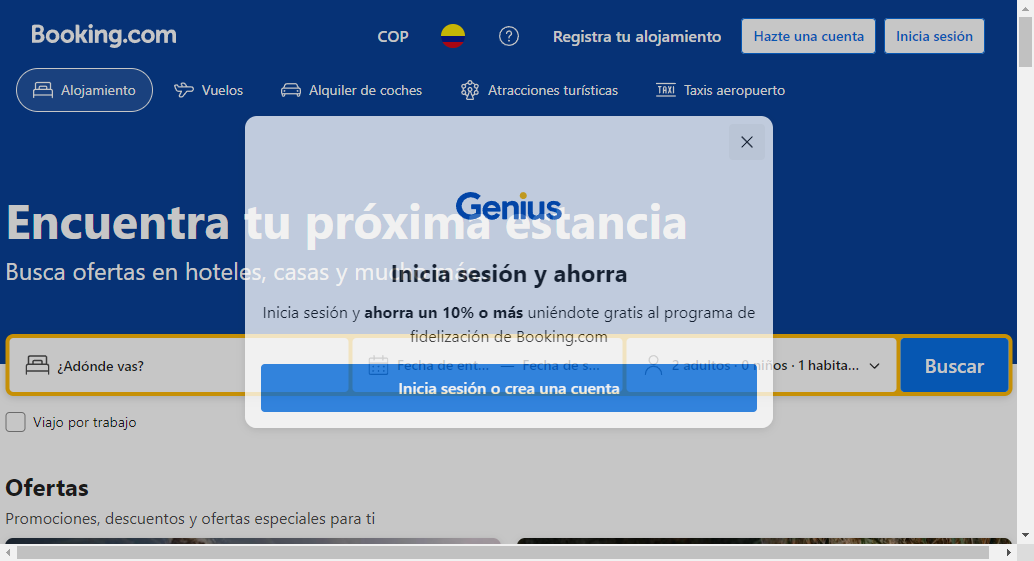 Booking.com
COP
Registra tu alojamiento
Hazte una cuenta
Inicia sesión
Alojamiento
Vuelos
Alquiler de coches
Atracciones turísticas
TAXI
Taxis aeropuerto
Genius
Encuentra tu próxima estancia
Busca ofertas en hoteles, casas y mucho más...
Inicia sesión y ahorra
Inicia sesión y ahorra un 10% o más uniéndote gratis al programa de
fidelización de Booking.com
¿Adónde vas?
Fecha de ent... — Fecha de s...
2 adultos · 0 niños · 1 habita...
Buscar
Inicia sesión o crea una cuenta
Viajo por trabajo
Ofertas
Promociones, descuentos y ofertas especiales para ti